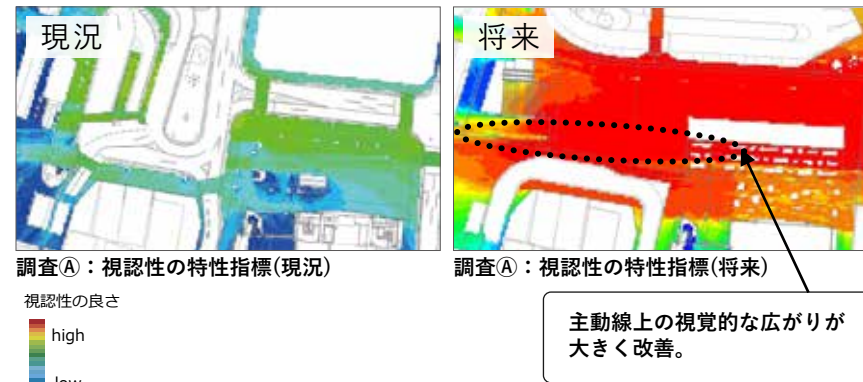 現況
将来
調査Ⓐ：視認性の特性指標(現況)
調査Ⓐ：視認性の特性指標(将来)
視認性の良さ
high
low
主動線上の視覚的な広がりが
大きく改善。